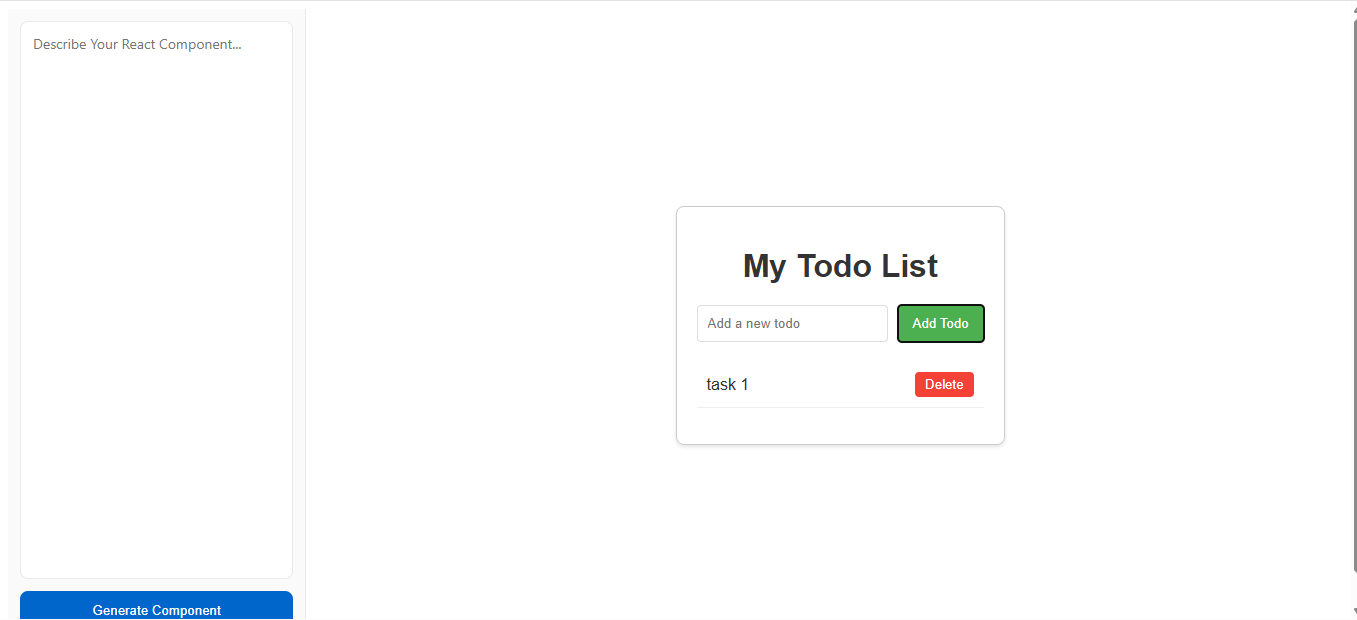 Describe Your React Component...
Generate Component
My Todo List
Add a new todo
Add Todo
task 1
Delete